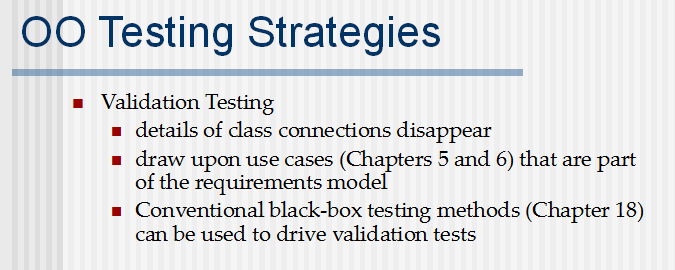 OO Testing Strategies
Validation Testing
details of class connections disappear
draw upon use cases (Chapters 5 and 6) that are part
of the requirements model
Conventional black-box testing methods (Chapter 18)
can be used to drive validation tests